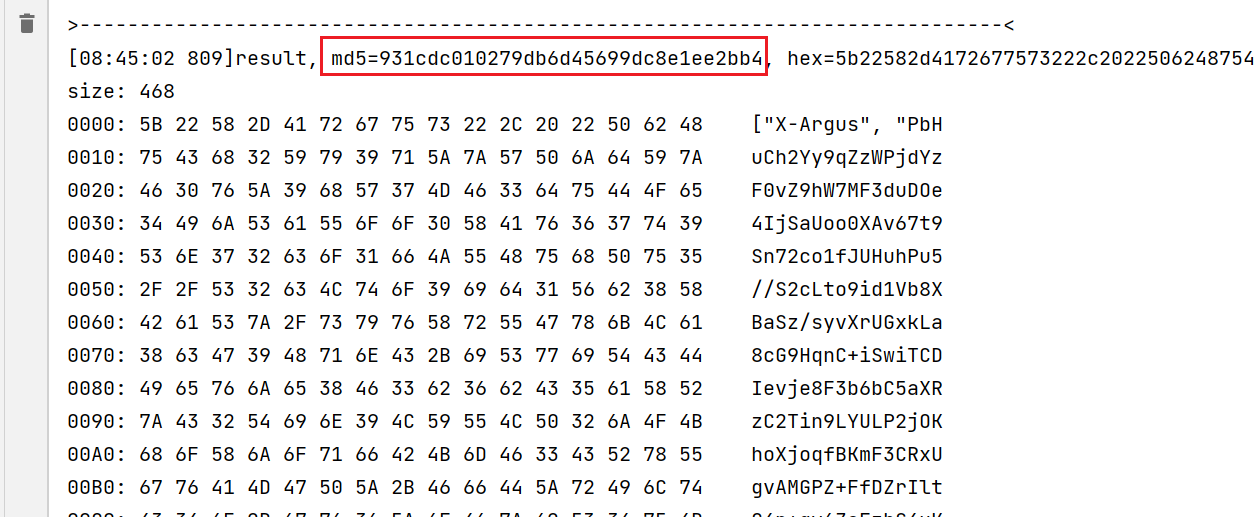 >-----------------------------------------------------------------------------<
[08:45:02 809]result, md5=931cdc010279db6d45699dc8e1ee2bb4, hex=5b22582d4172677573222c2022506248754
size: 468
0000: 5B 22 58 2D 41 72 67 75 73 22 2C 20 22 50 62 48 ["X-Argus", "PbH
0010: 75 43 68 32 59 79 39 71 5A 7A 57 50 6A 64 59 7A uCh2Yy9qZzWPjdYz
0020: 46 30 76 5A 39 68 57 37 4D 46 33 64 75 44 4F 65 F0vZ9hW7MF3duDOe
0030: 34 49 6A 53 61 55 6F 6F 30 58 41 76 36 37 74 39 4IjSaUoo0XAv67t9
0040: 53 6E 37 32 63 6F 31 66 4A 55 48 75 68 50 75 35 Sn72co1fJUHuhPu5
0050: 2F 2F 53 32 63 4C 74 6F 39 69 64 31 56 62 38 58 //S2cLto9id1Vb8X
0060: 42 61 53 7A 2F 73 79 76 58 72 55 47 78 6B 4C 61 BaSz/syvXrUGxkLa
0070: 38 63 47 39 48 71 6E 43 2B 69 53 77 69 54 43 44 8cG9HqnC+iSwiTCD
0080: 49 65 76 6A 65 38 46 33 62 36 62 43 35 61 58 52 Ievje8F3b6bC5aXR
0090: 7A 43 32 54 69 6E 39 4C 59 55 4C 50 32 6A 4F 4B zC2Tin9LYULP2jOK
00A0: 68 6F 58 6A 6F 71 66 42 4B 6D 46 33 43 52 78 55 hoXjoqfBKmF3CRxU
00B0: 67 76 41 4D 47 50 5A 2B 46 66 44 5A 72 49 6C 74 gvAMGPZ+FfDZrIlt